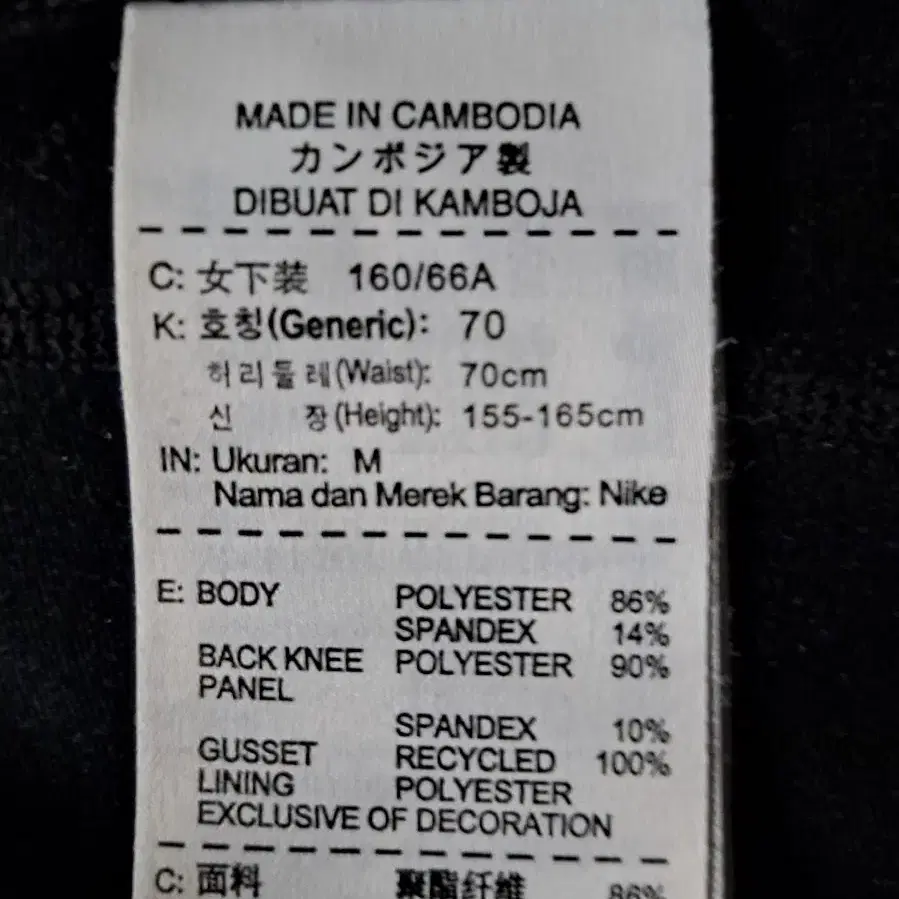 MADE IN CAMBODIA
カンボジア製
DIBUAT DI KAMBOJA
C: 女下装 160/66A
K: 호칭(Generic): 70
허리둘레(Waist): 70cm
신 장(Height): 155-165cm
IN: Ukuran: M
Nama dan Merek Barang: Nike
E: BODY POLYESTER 86%
SPANDEX 14%
BACK KNEE POLYESTER 90%
PANEL
SPANDEX 10%
GUSSET RECYCLED 100%
LINING POLYESTER
EXCLUSIVE OF DECORATION
C: 面料 聚酯纤维 86%